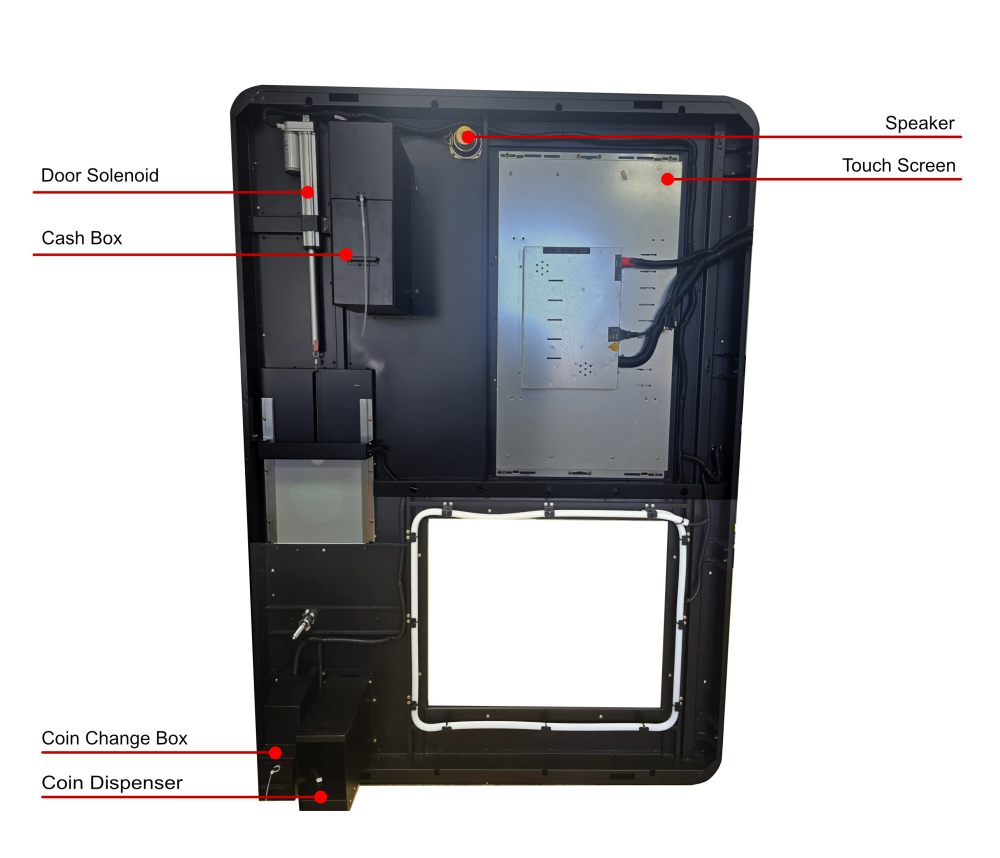 Speaker
Touch Screen
Door Solenoid
Cash Box
Coin Change Box
Coin Dispenser